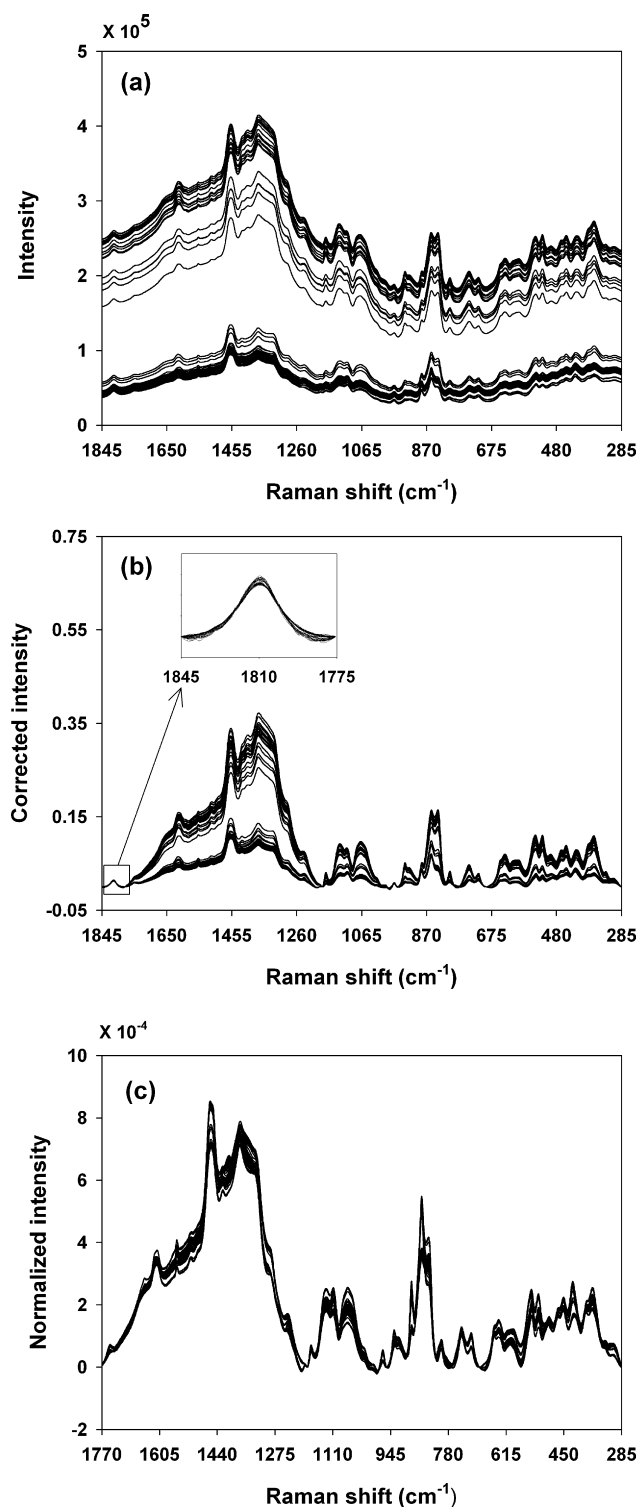 X 10⁵
5
(a)
4
3
2
1
0
Intensity
1845 1650 1455 1260 1065 870 675 480 285
Raman shift (cm⁻¹)
0.75
(b)
0.55
0.35
0.15
-0.05
Corrected intensity
1845 1810 1775
1845 1650 1455 1260 1065 870 675 480 285
Raman shift (cm⁻¹)
X 10⁻⁴
10
(c)
8
6
4
2
0
-2
Normalized intensity
1770 1605 1440 1275 1110 945 780 615 450 285
Raman shift (cm⁻¹)